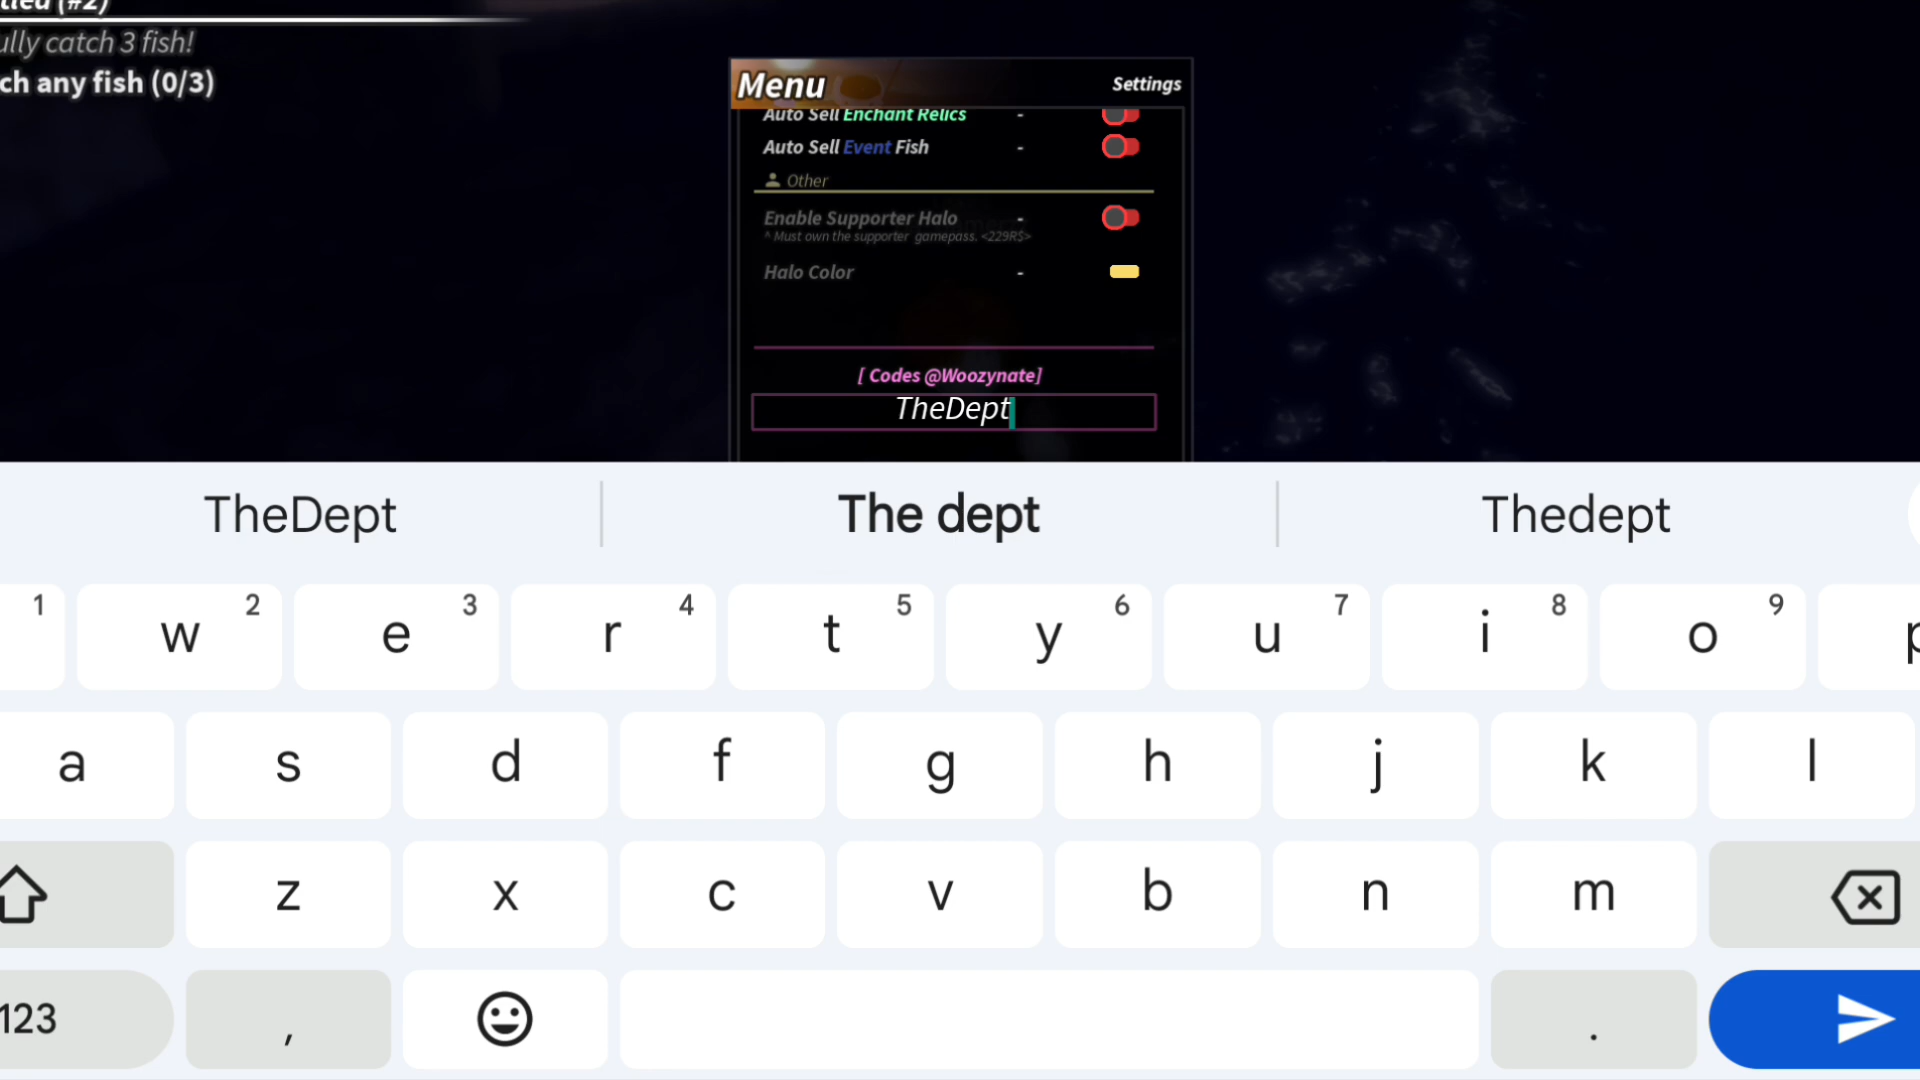 ully catch 3 fish!
ch any fish (0/3)
Menu
Settings
Auto Sell Enchant Relics -
Auto Sell Event Fish -
Other
Enable Supporter Halo -
^ Must own the supporter gamepass. <229R$>
Halo Color -
[ Codes @Woozynate]
TheDept
TheDept The dept Thedept
1 w 2 e 3 r 4 t 5 y 6 u 7 i 8 o 9 p
a s d f g h j k l
z x c v b n m
123 , .